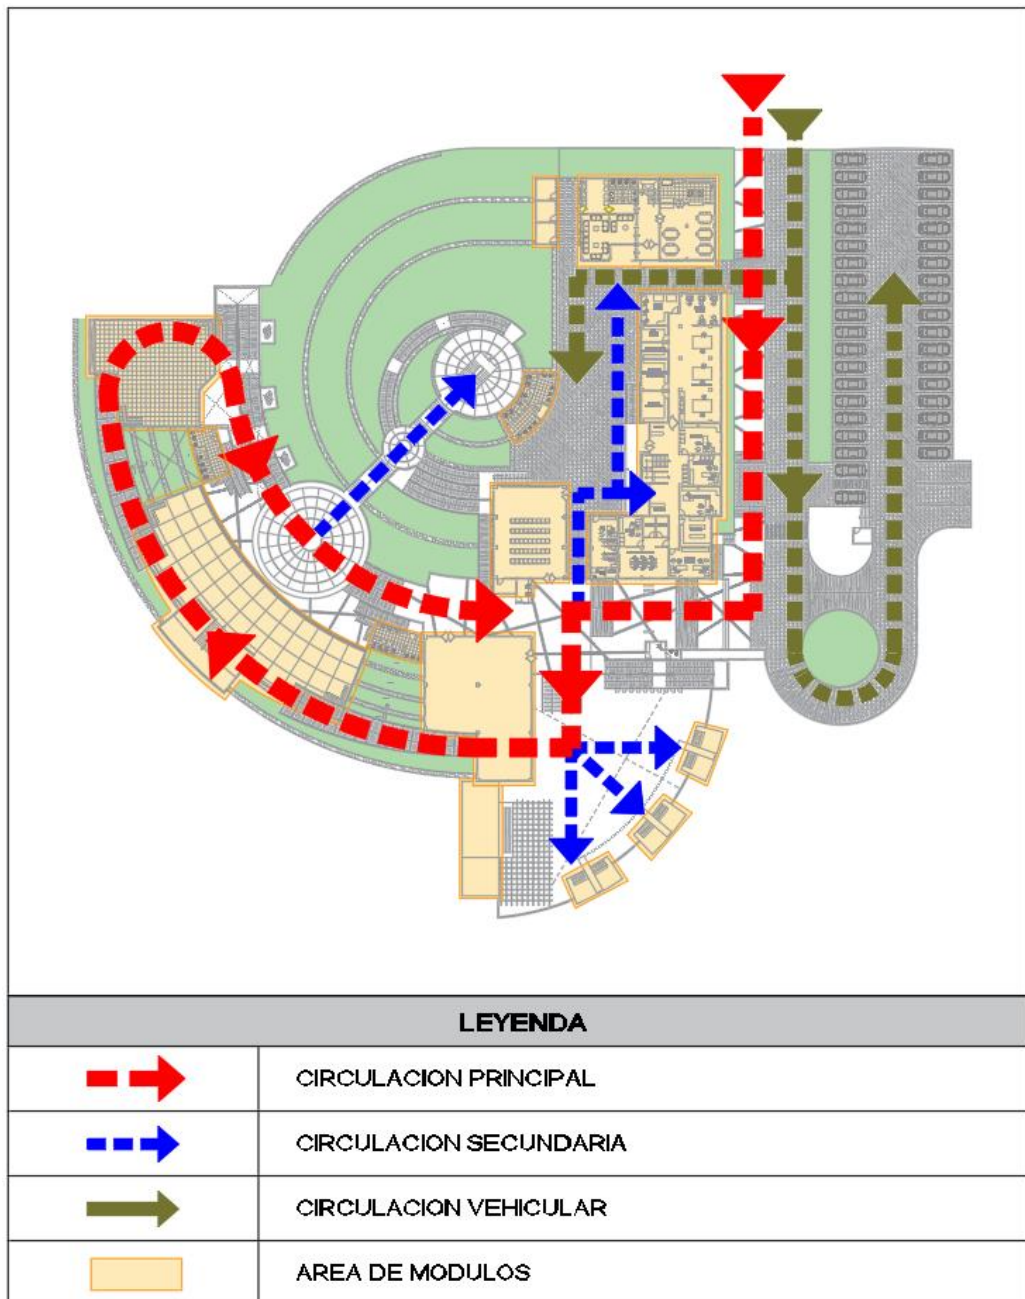 LEYENDA
CIRCULACION PRINCIPAL
CIRCULACION SECUNDARIA
CIRCULACION VEHICULAR
AREA DE MODULOS